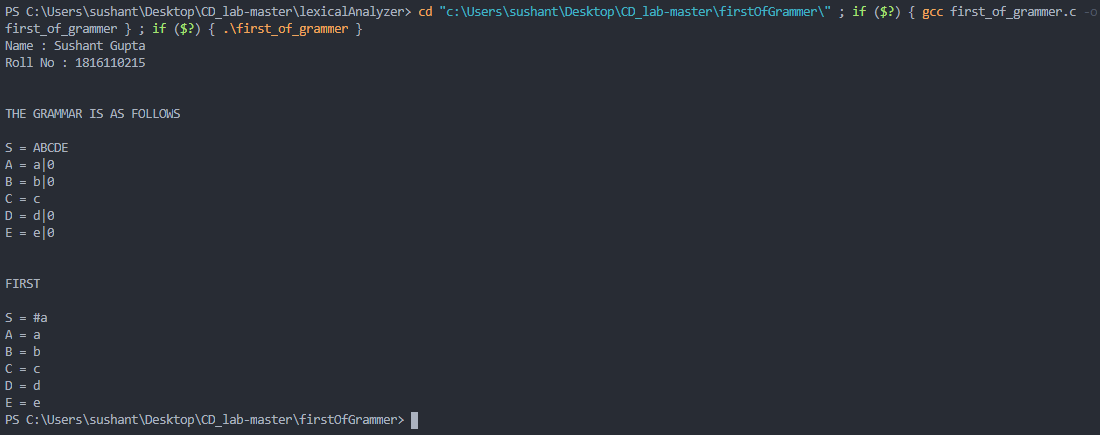 PS C:\Users\sushant\Desktop\CD_lab-master\lexicalAnalyzer> cd "c:\Users\sushant\Desktop\CD_lab-master\firstOfGrammer\" ; if ($?) { gcc first_of_grammer.c -o
first_of_grammer } ; if ($?) { .\first_of_grammer }
Name : Sushant Gupta
Roll No : 1816110215
THE GRAMMAR IS AS FOLLOWS
S = ABCDE
A = a|0
B = b|0
C = c
D = d|0
E = e|0
FIRST
S = #a
A = a
B = b
C = c
D = d
E = e
PS C:\Users\sushant\Desktop\CD_lab-master\firstOfGrammer>